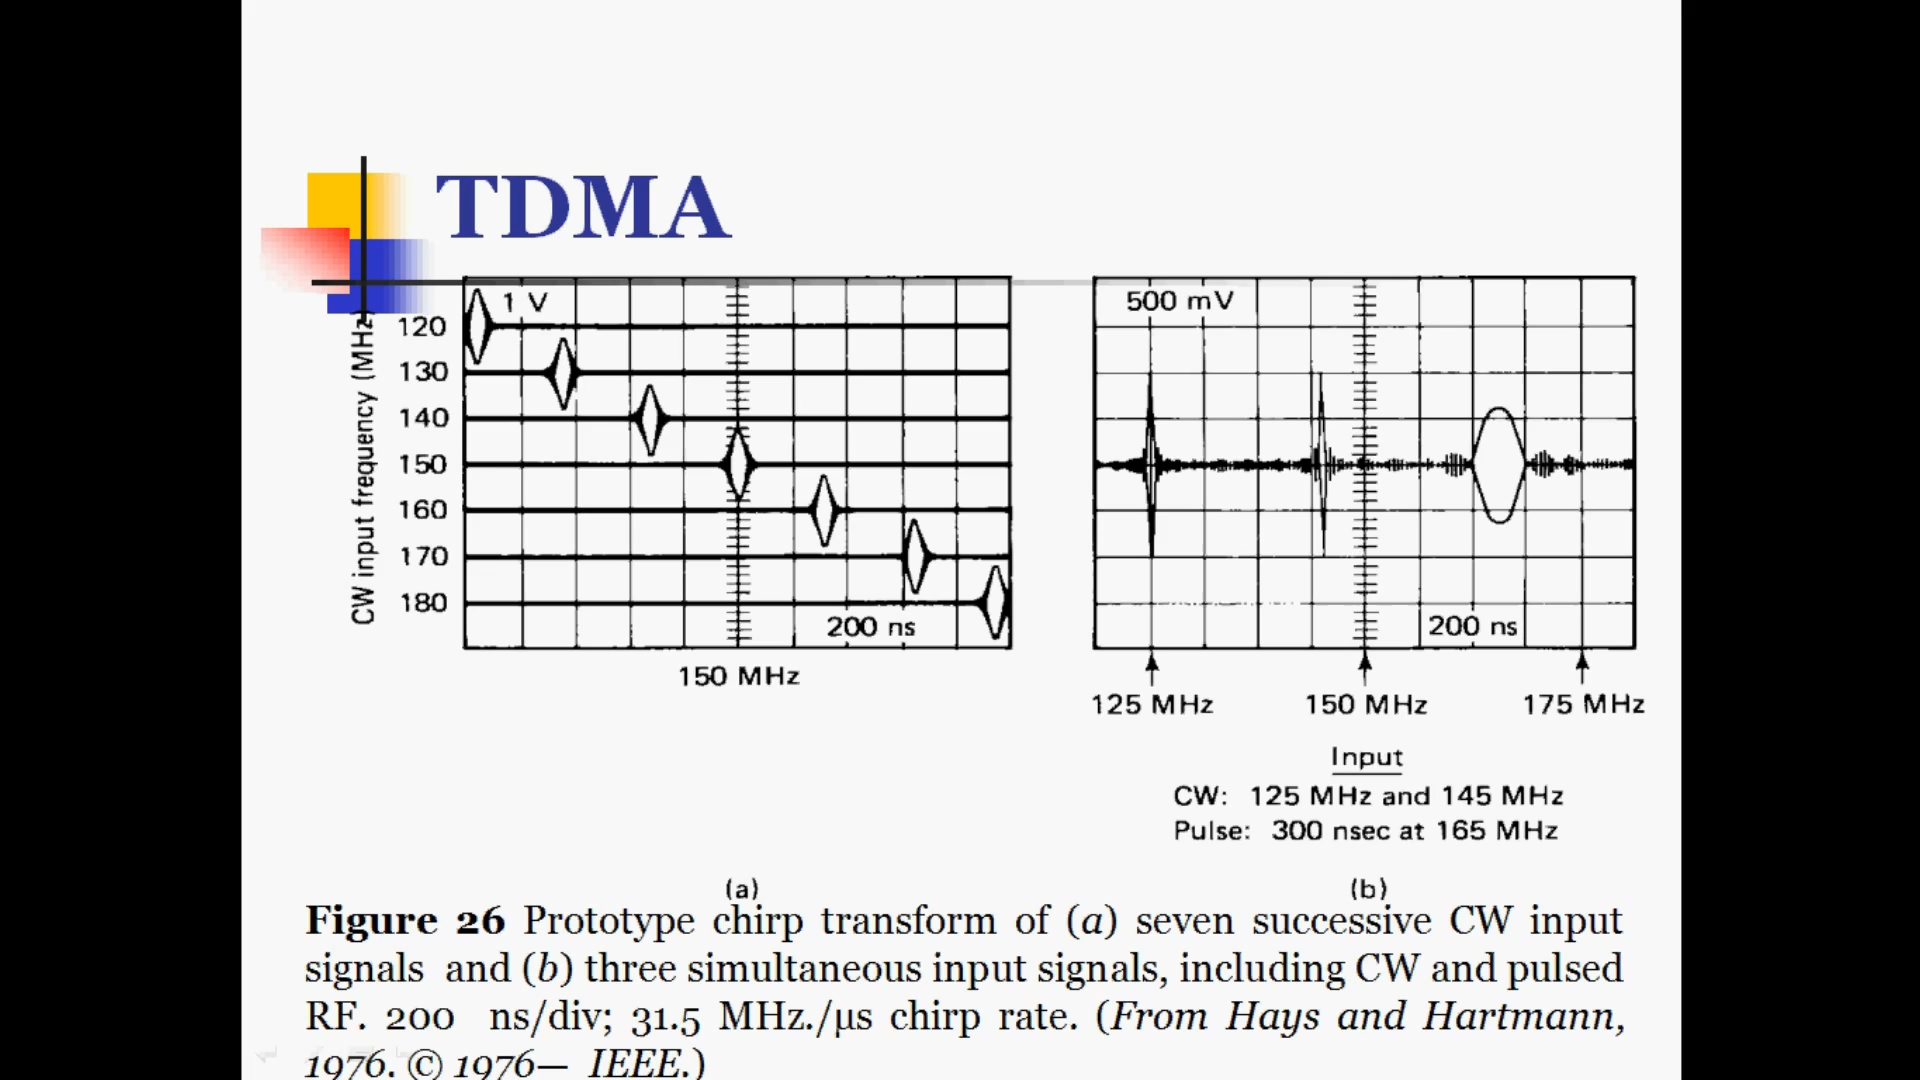 TDMA
CW input frequency (MHz)
1 V
120
130
140
150
160
170
180
200 ns
150 MHz
(a)
500 mV
200 ns
125 MHz 150 MHz 175 MHz
Input
CW: 125 MHz and 145 MHz
Pulse: 300 nsec at 165 MHz
(b)
Figure 26 Prototype chirp transform of (a) seven successive CW input
signals and (b) three simultaneous input signals, including CW and pulsed
RF. 200 ns/div; 31.5 MHz./μs chirp rate. (From Hays and Hartmann,
1976. © 1976— IEEE.)